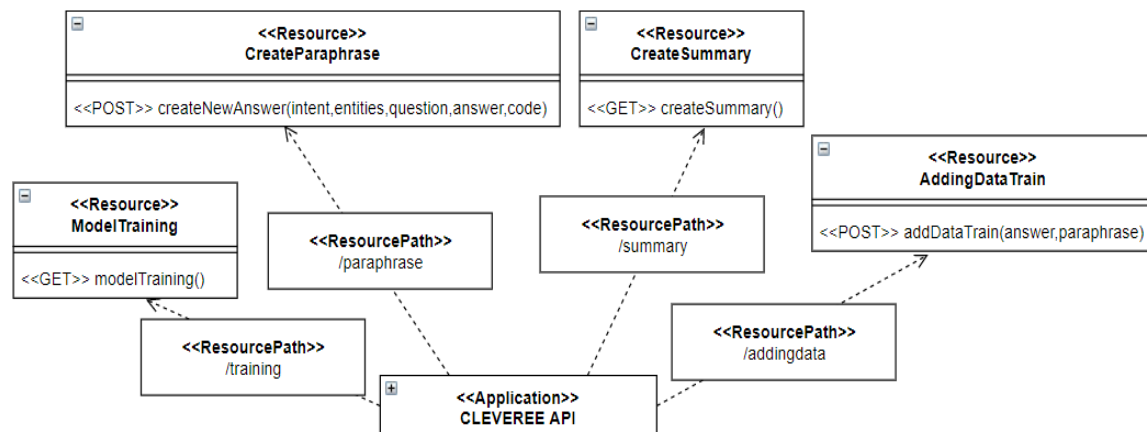 <<Resource>>
CreateParaphrase
<<POST>> createNewAnswer(intent,entities,question,answer,code)
<<Resource>>
CreateSummary
<<GET>> createSummary()
<<Resource>>
AddingDataTrain
<<POST>> addDataTrain(answer,paraphrase)
<<Resource>>
ModelTraining
<<GET>> modelTraining()
<<ResourcePath>>
/paraphrase
<<ResourcePath>>
/summary
<<ResourcePath>>
/training
<<ResourcePath>>
/addingdata
<<Application>>
CLEVEREE API